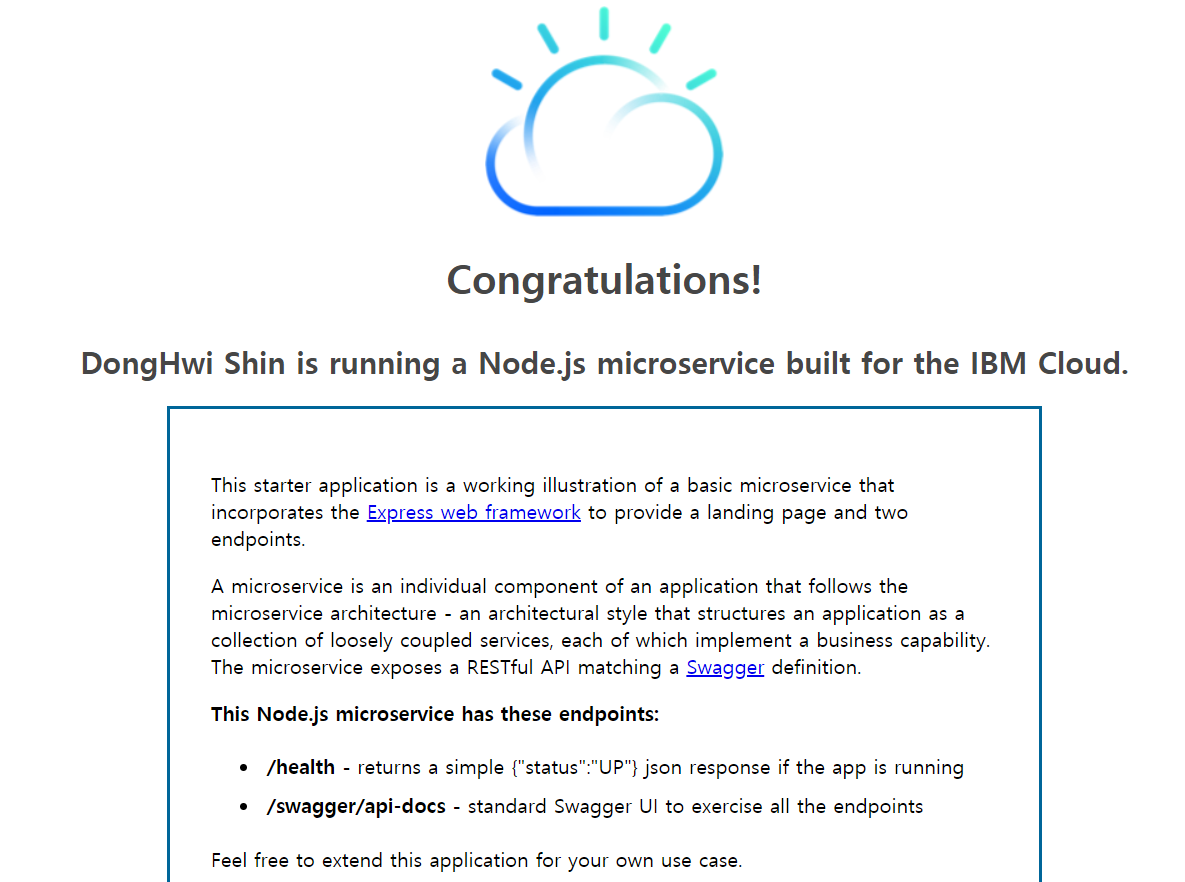 Congratulations!
DongHwi Shin is running a Node.js microservice built for the IBM Cloud.
This starter application is a working illustration of a basic microservice that
incorporates the Express web framework to provide a landing page and two
endpoints.
A microservice is an individual component of an application that follows the
microservice architecture - an architectural style that structures an application as a
collection of loosely coupled services, each of which implement a business capability.
The microservice exposes a RESTful API matching a Swagger definition.
This Node.js microservice has these endpoints:
• /health - returns a simple {"status":"UP"} json response if the app is running
• /swagger/api-docs - standard Swagger UI to exercise all the endpoints
Feel free to extend this application for your own use case.